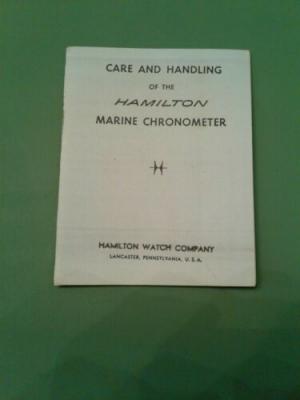 CARE AND HANDLING
OF THE
HAMILTON
MARINE CHRONOMETER
H
HAMILTON WATCH COMPANY
LANCASTER, PENNSYLVANIA, U. S. A.